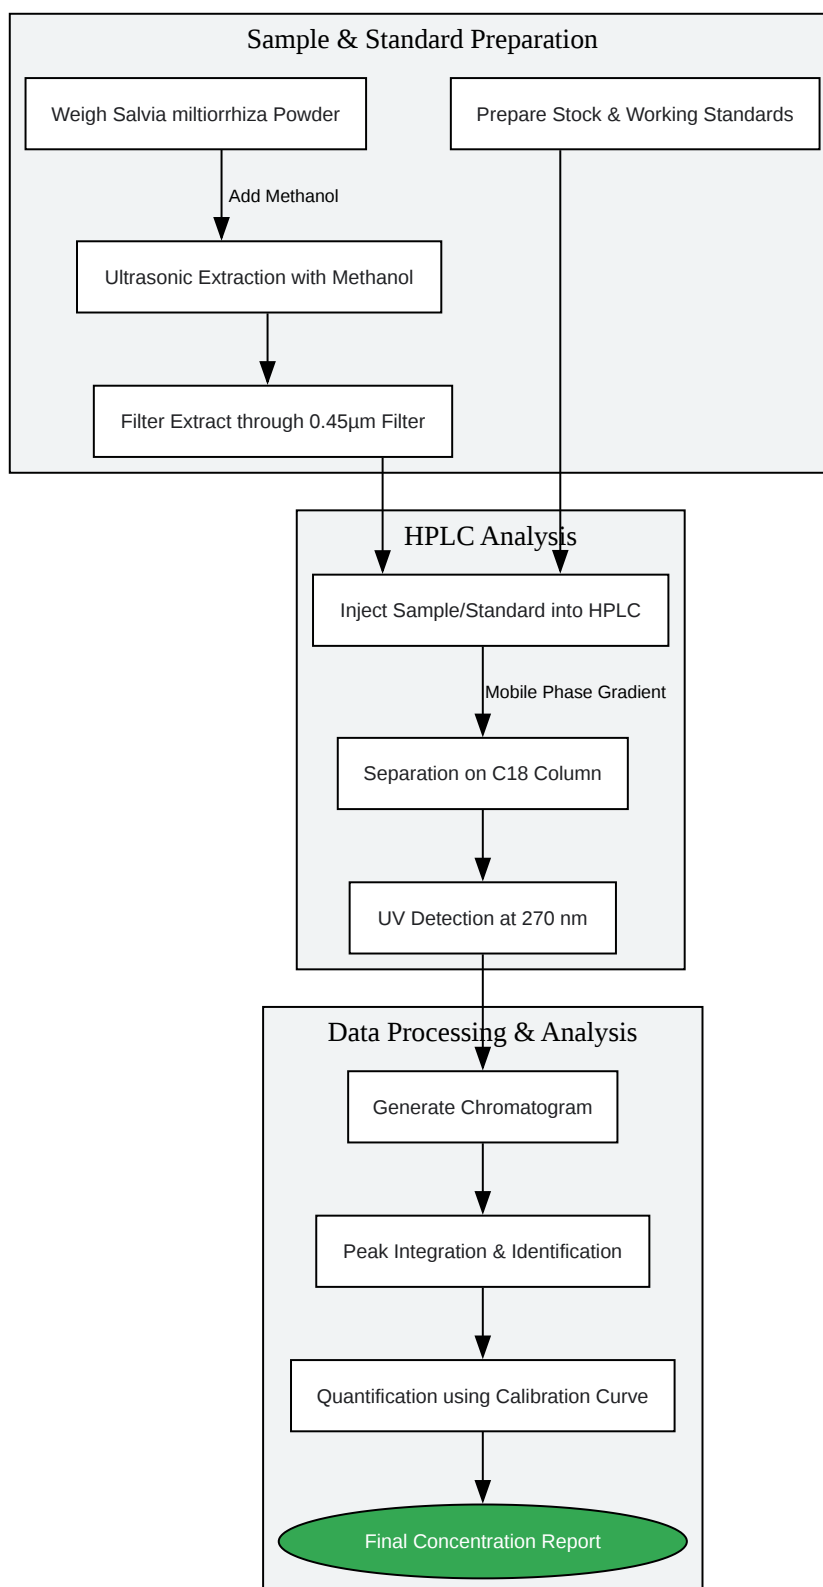 Sample & Standard Preparation
Weigh Salvia miltiorrhiza Powder
Prepare Stock & Working Standards
Add Methanol
Ultrasonic Extraction with Methanol
Filter Extract through 0.45µm Filter
HPLC Analysis
Inject Sample/Standard into HPLC
Mobile Phase Gradient
Separation on C18 Column
UV Detection at 270 nm
Data Processing & Analysis
Generate Chromatogram
Peak Integration & Identification
Quantification using Calibration Curve
Final Concentration Report